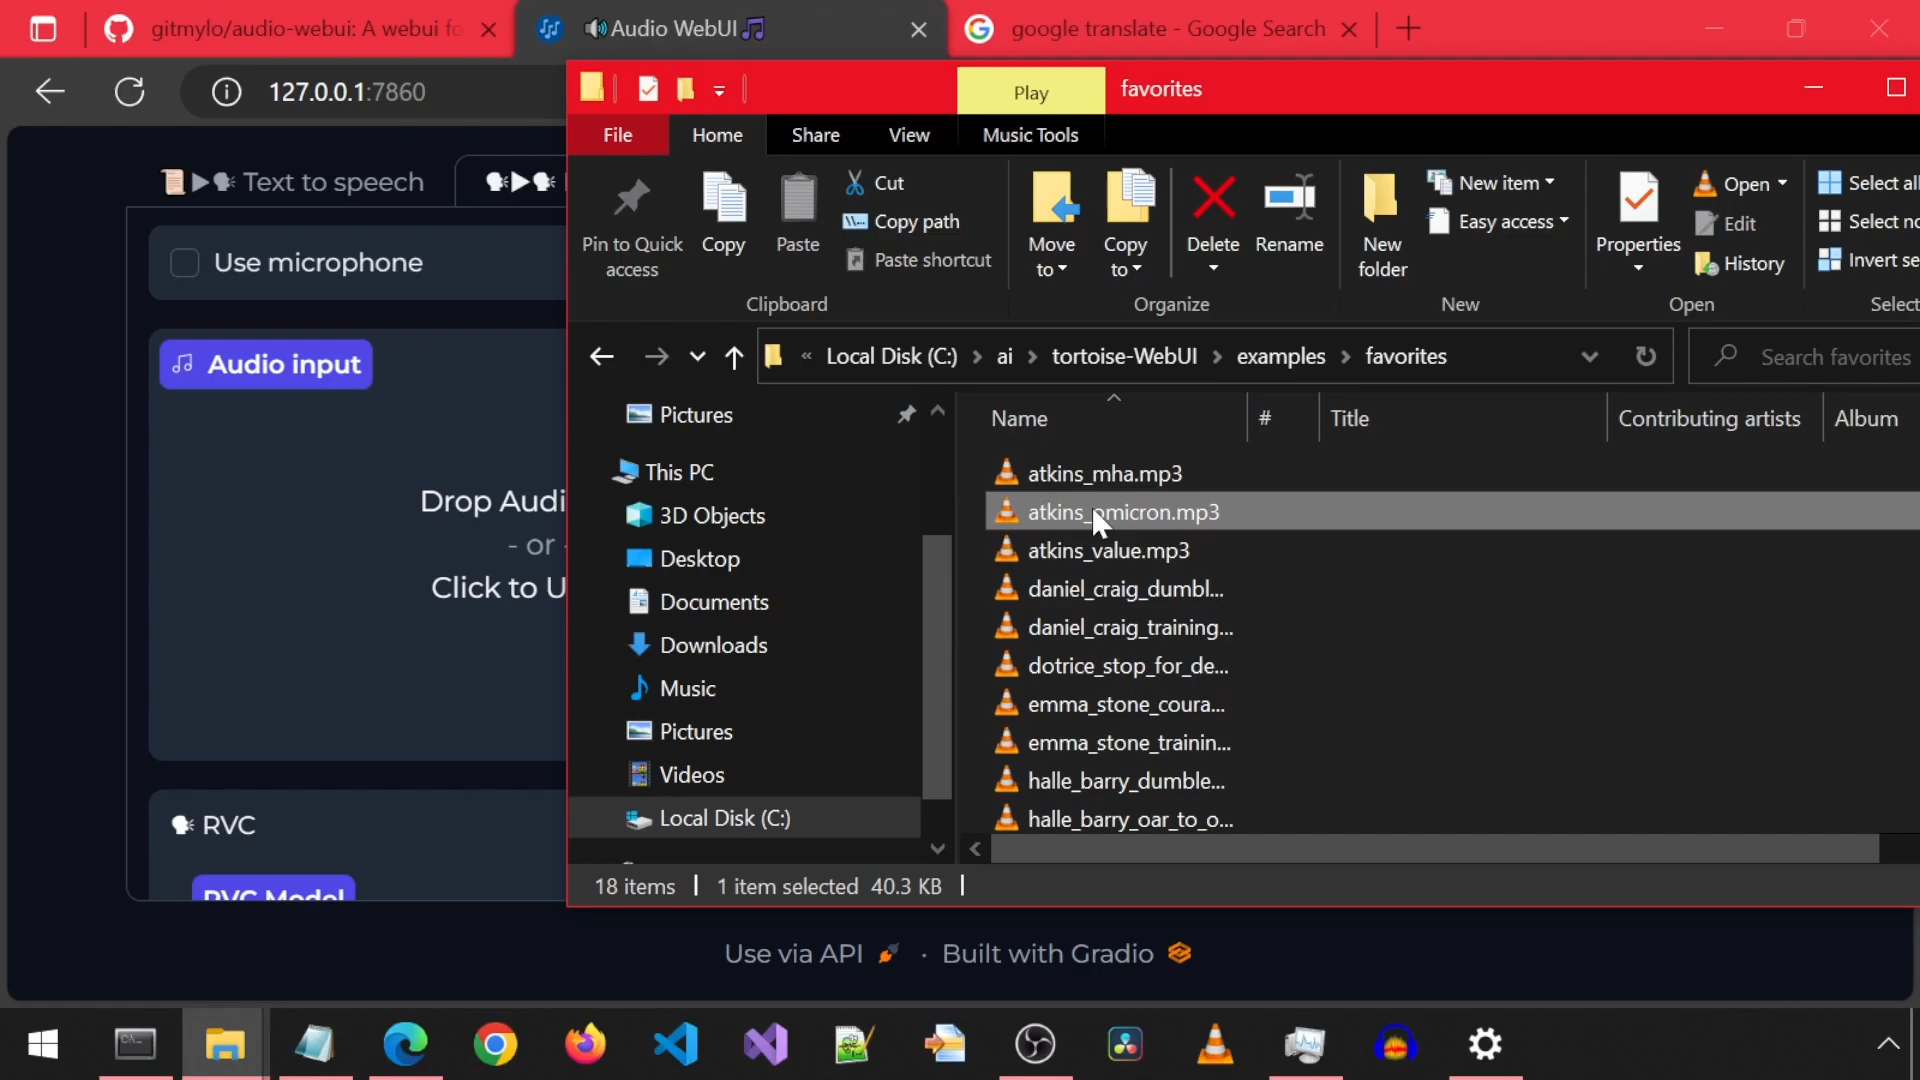 gitmylo/audio-webui: A webui fo
Audio WebUI
google translate - Google Search
127.0.0.1:7860
Play
favorites
File
Home
Share
View
Music Tools
Text to speech
Use microphone
Audio input
Drop Audi
- or -
Click to U
RVC
RVC Model
Pin to Quick access
Copy
Paste
Cut
Copy path
Paste shortcut
Clipboard
Move to
Copy to
Delete
Rename
Organize
New folder
New item
Easy access
New
Properties
Open
Edit
History
Open
Select all
Select no
Invert se
Select
« Local Disk (C:) > ai > tortoise-WebUI > examples > favorites
Search favorites
Pictures
This PC
3D Objects
Desktop
Documents
Downloads
Music
Pictures
Videos
Local Disk (C:)
Name
#
Title
Contributing artists
Album
atkins_mha.mp3
atkins_omicron.mp3
atkins_value.mp3
daniel_craig_dumbl...
daniel_craig_training...
dotrice_stop_for_de...
emma_stone_coura...
emma_stone_trainin...
halle_barry_dumble...
halle_barry_oar_to_o...
18 items
1 item selected 40.3 KB
Use via API · Built with Gradio